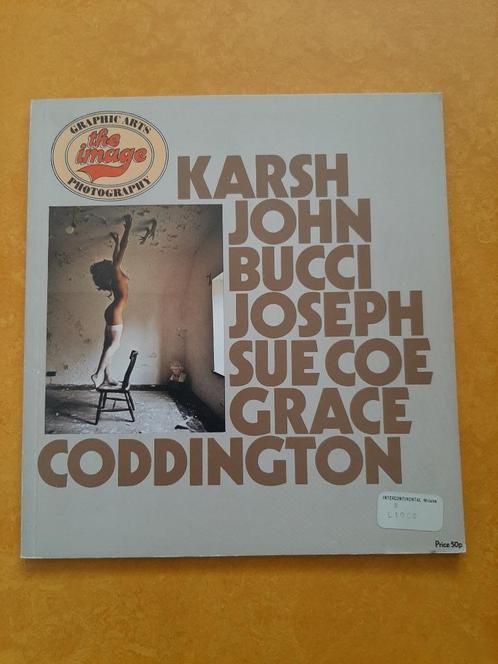 GRAPHIC ARTS
the
image
PHOTOGRAPHY
KARSH
JOHN
BUCCI
JOSEPH
SUE COE
GRACE
CODDINGTON
INTERCONTINENTAL Milano
L1000
Price 50p